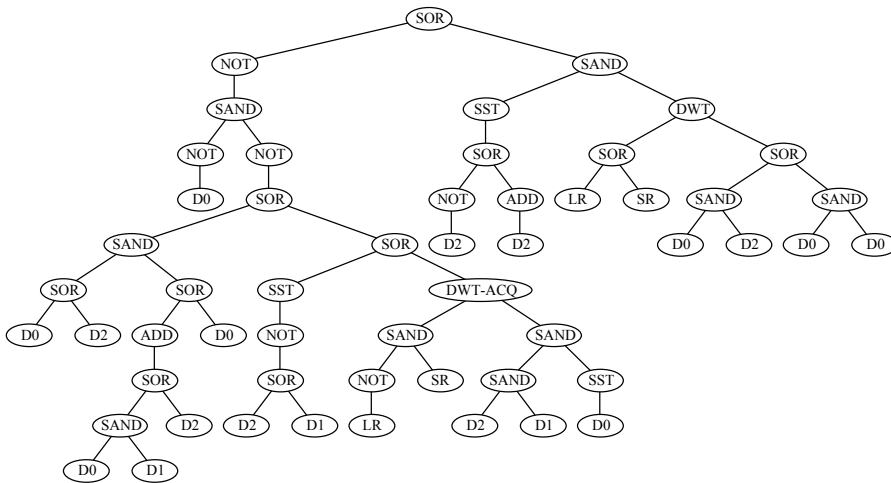 SOR
NOT SAND
SAND SST DWT
NOT NOT SOR SOR SOR
D0 SOR NOT ADD LR SR SAND SAND
SAND SOR D2 D2 D0 D2 D0 D0
SOR SOR SST DWT-ACQ
D0 D2 ADD D0 NOT SAND SAND
SOR SOR NOT SR SAND SST
SAND D2 D2 D1 LR D2 D1 D0
D0 D1